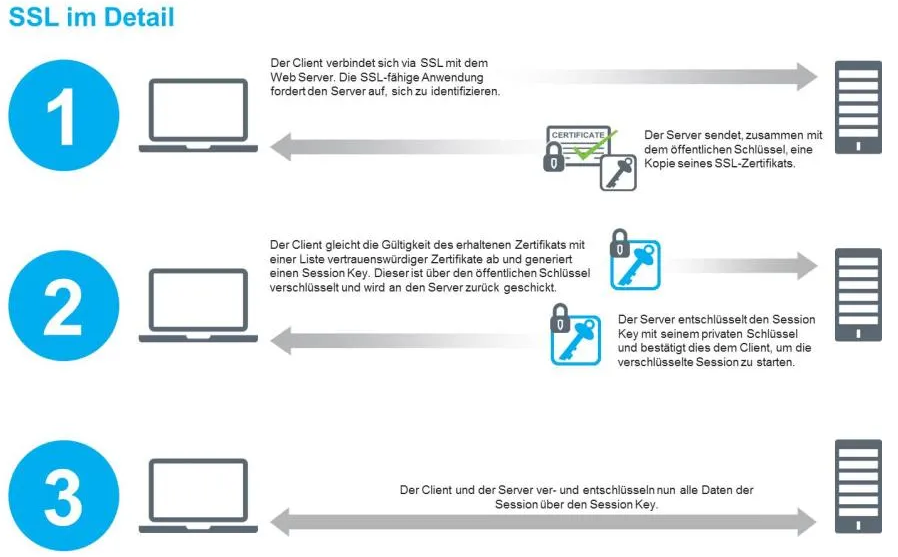 SSL im Detail
1
Der Client verbindet sich via SSL mit dem
Web Server. Die SSL-fähige Anwendung
fordert den Server auf, sich zu identifizieren.
CERTIFICATE
Der Server sendet, zusammen mit
dem öffentlichen Schlüssel, eine
Kopie seines SSL-Zertifikats.
2
Der Client gleicht die Gültigkeit des erhaltenen Zertifikats mit
einer Liste vertrauenswürdiger Zertifikate ab und generiert
einen Session Key. Dieser ist über den öffentlichen Schlüssel
verschlüsselt und wird an den Server zurück geschickt.
Der Server entschlüsselt den Session
Key mit seinem privaten Schlüssel
und bestätigt dies dem Client, um die
verschlüsselte Session zu starten.
3
Der Client und der Server ver- und entschlüsseln nun alle Daten der
Session über den Session Key.